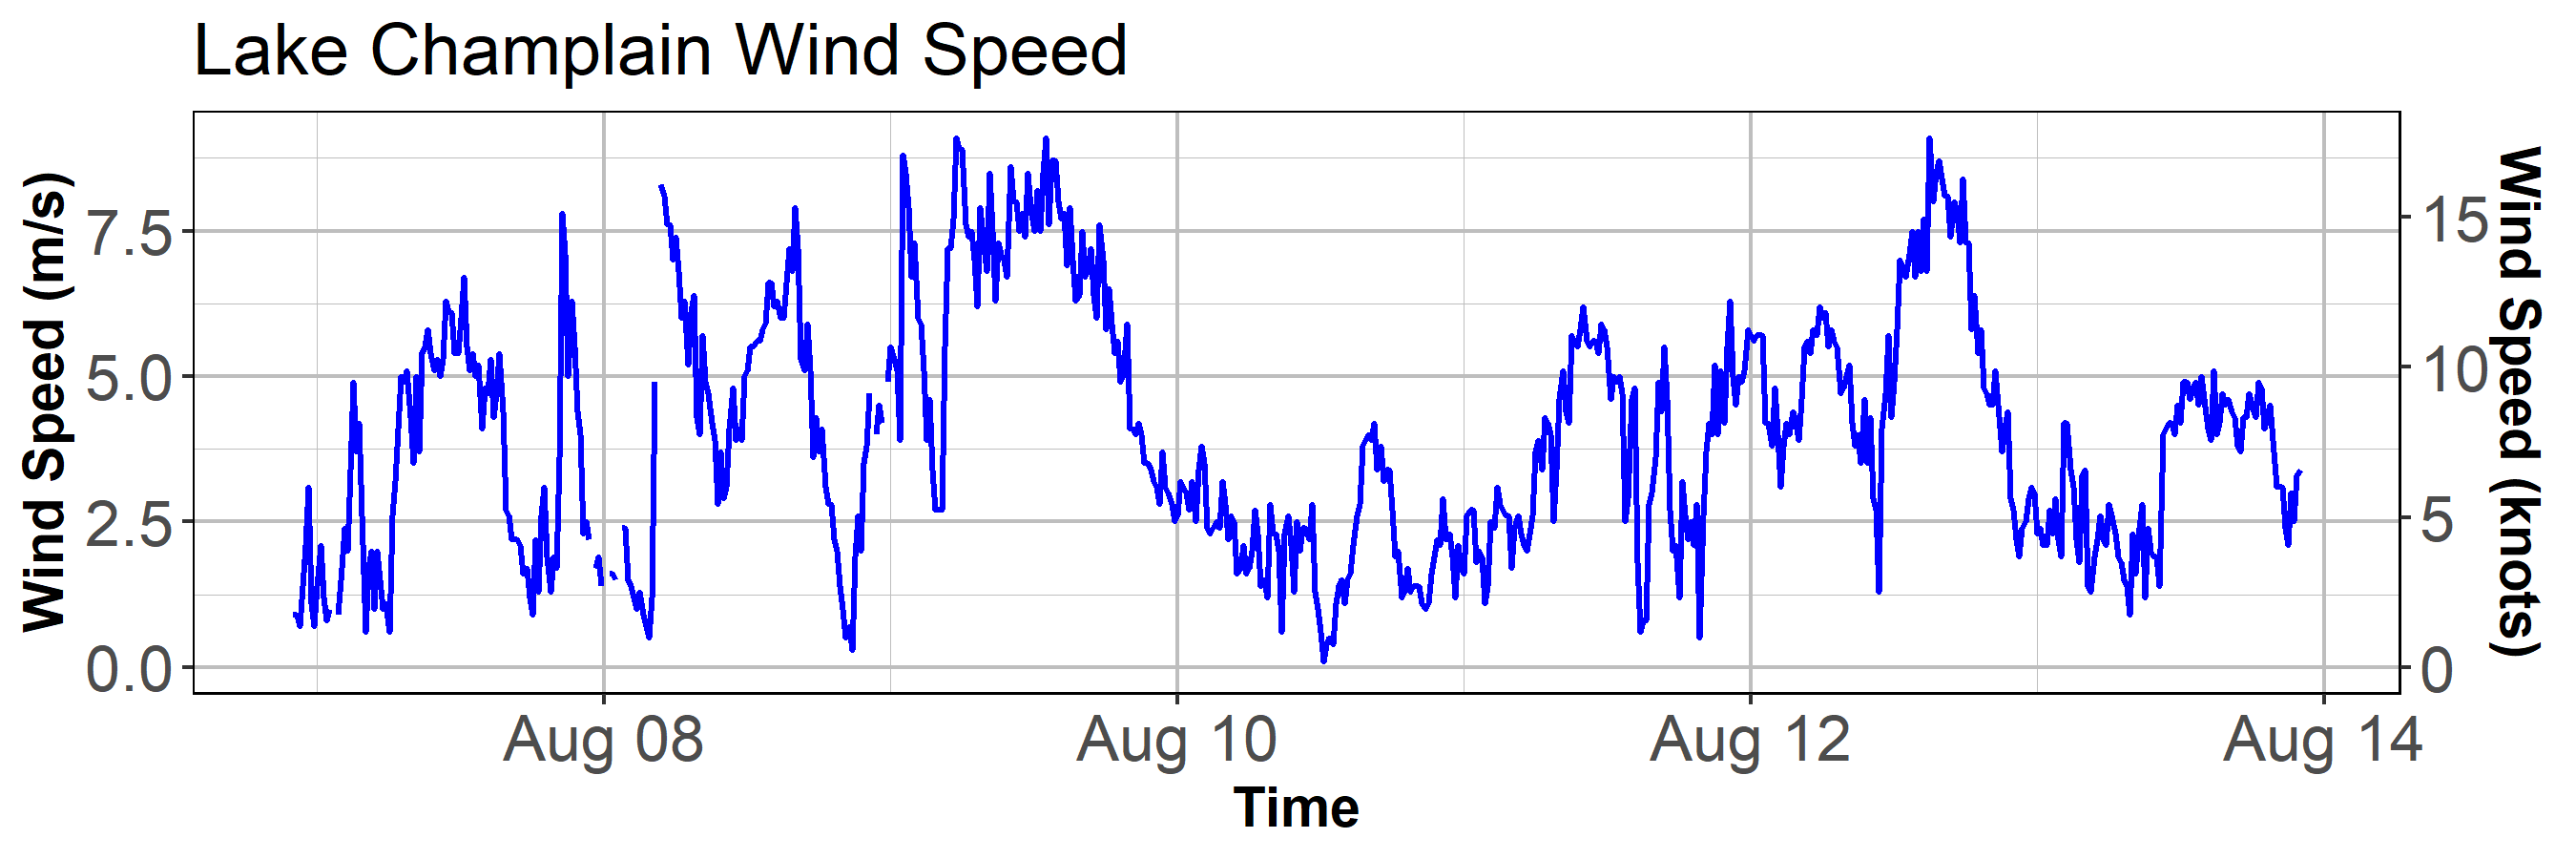 Lake Champlain Wind Speed
Wind Speed (m/s)
7.5
5.0
2.5
0.0
Wind Speed (knots)
15
10
5
0
Aug 08 Aug 10 Aug 12 Aug 14
Time